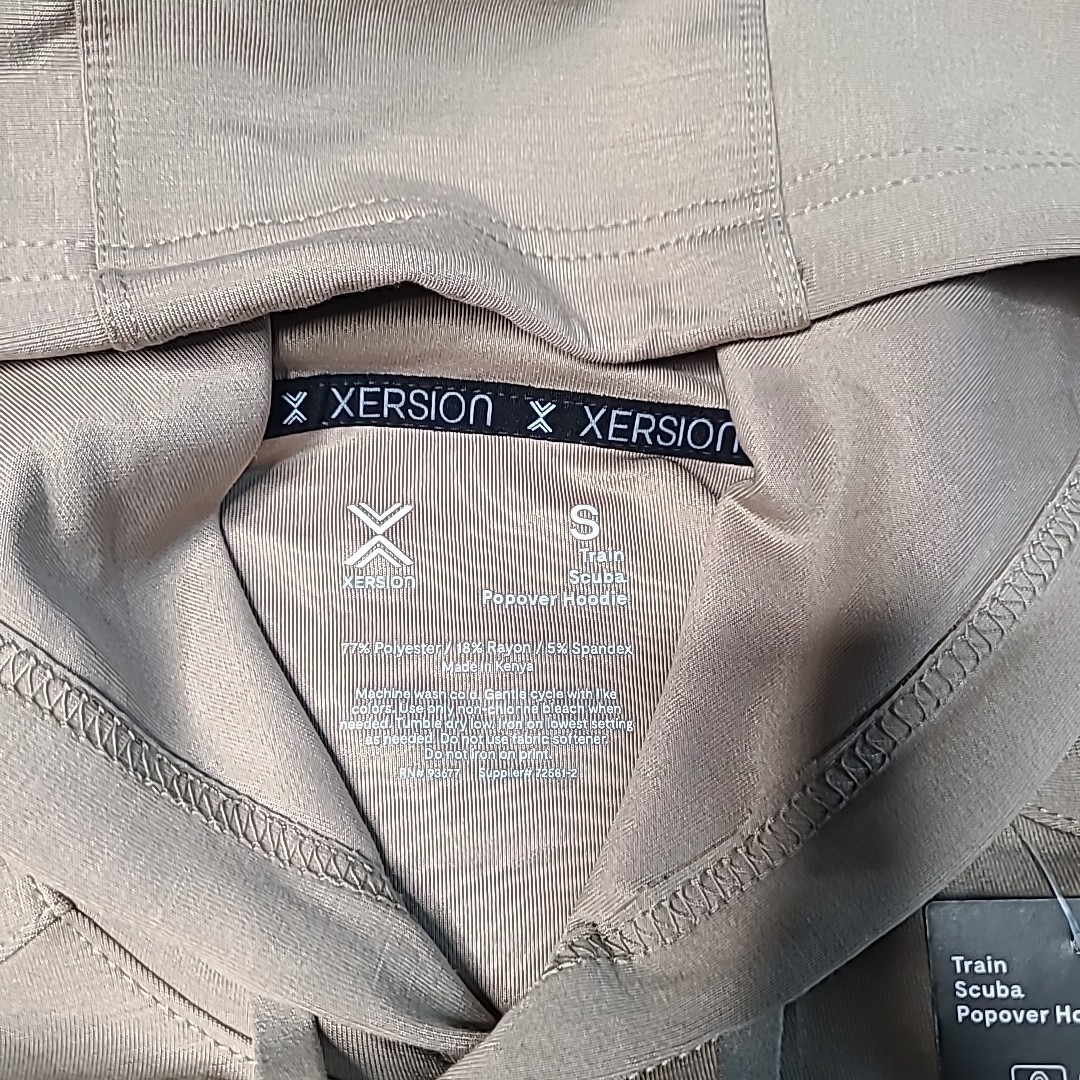 XERSION XERSION
XERSION
S
Train
Scuba
Popover Hoodie
77% Polyester / 18% Rayon / 5% Spandex
Made in Kenya
Machine wash cold. Gentle cycle with like
colors. Use only non-chlorine bleach when
needed. Tumble dry low. Iron on lowest setting
as needed. Do not use fabric softener.
Do not iron on print.
RN# 93677 Supplier# 72581-2
Train
Scuba
Popover Ho